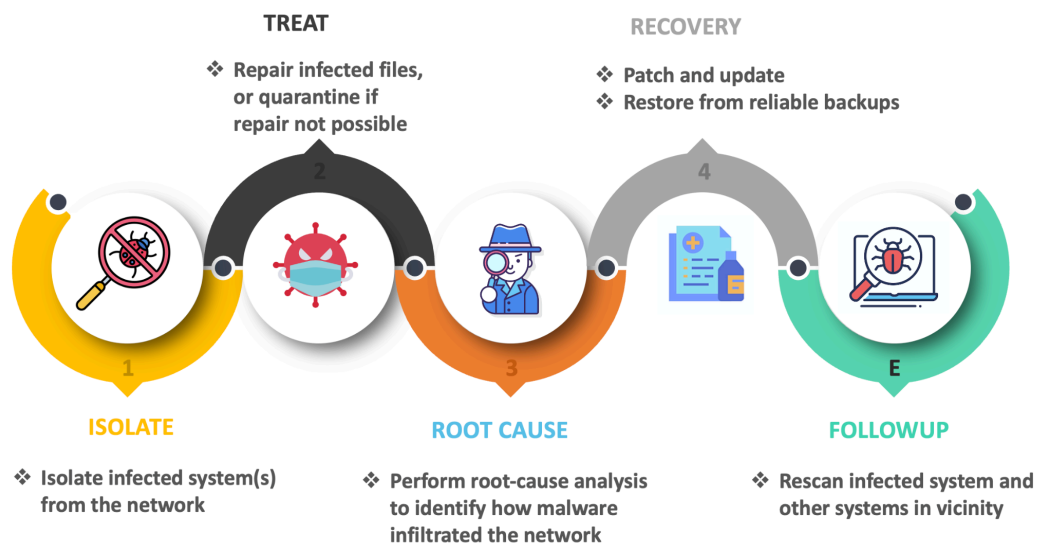 TREAT
❖ Repair infected files,
or quarantine if
repair not possible
RECOVERY
❖ Patch and update
❖ Restore from reliable backups
2
4
1
3
E
ISOLATE
❖ Isolate infected system(s)
from the network
ROOT CAUSE
❖ Perform root-cause analysis
to identify how malware
infiltrated the network
FOLLOWUP
❖ Rescan infected system and
other systems in vicinity